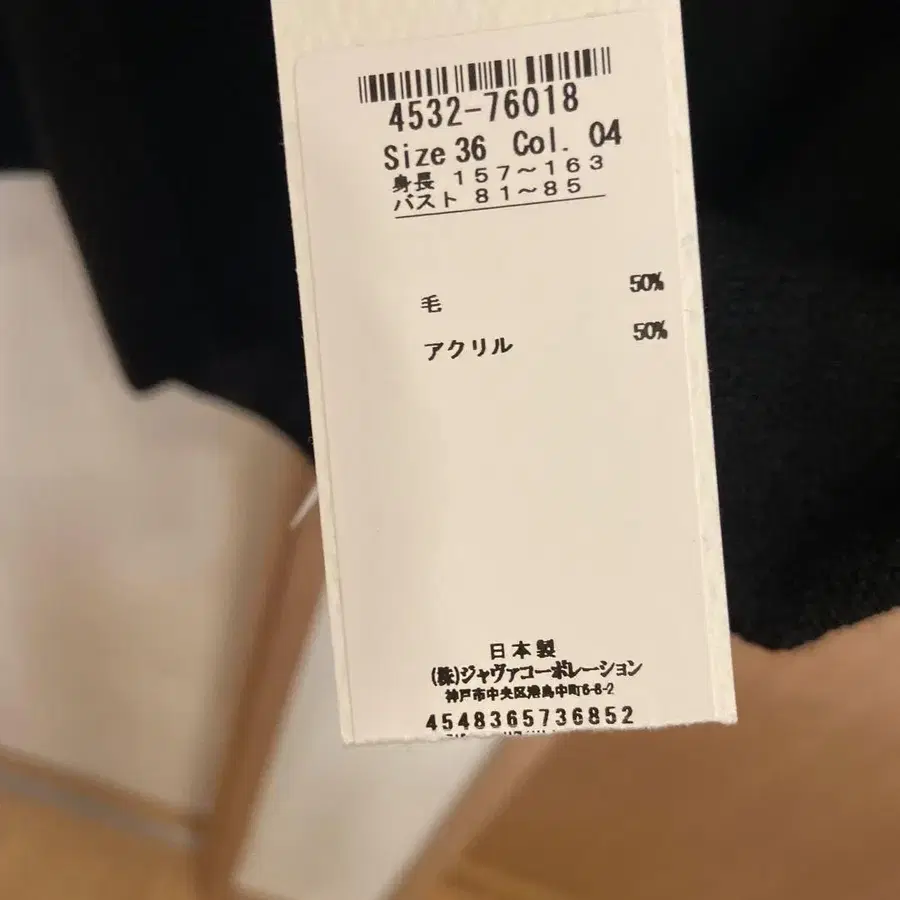 4532-76018
Size 36 Col. 04
身長 157～163
バスト 81～85
毛 50%
アクリル 50%
日本製
(株)ジャヴァコーポレーション
神戸市中央区港島中町6-8-2
4548365736852